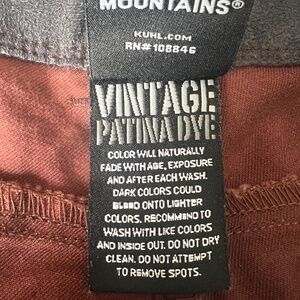 MOUNTAINS®
KUHL.COM
RN#108846
VINTAGE
PATINA DYE
COLOR WILL NATURALLY
FADE WITH AGE, EXPOSURE
AND AFTER EACH WASH.
DARK COLORS COULD
BLEED ONTO LIGHTER
COLORS. RECOMMEND TO
WASH WITH LIKE COLORS
AND INSIDE OUT. DO NOT DRY
CLEAN. DO NOT ATTEMPT
TO REMOVE SPOTS.